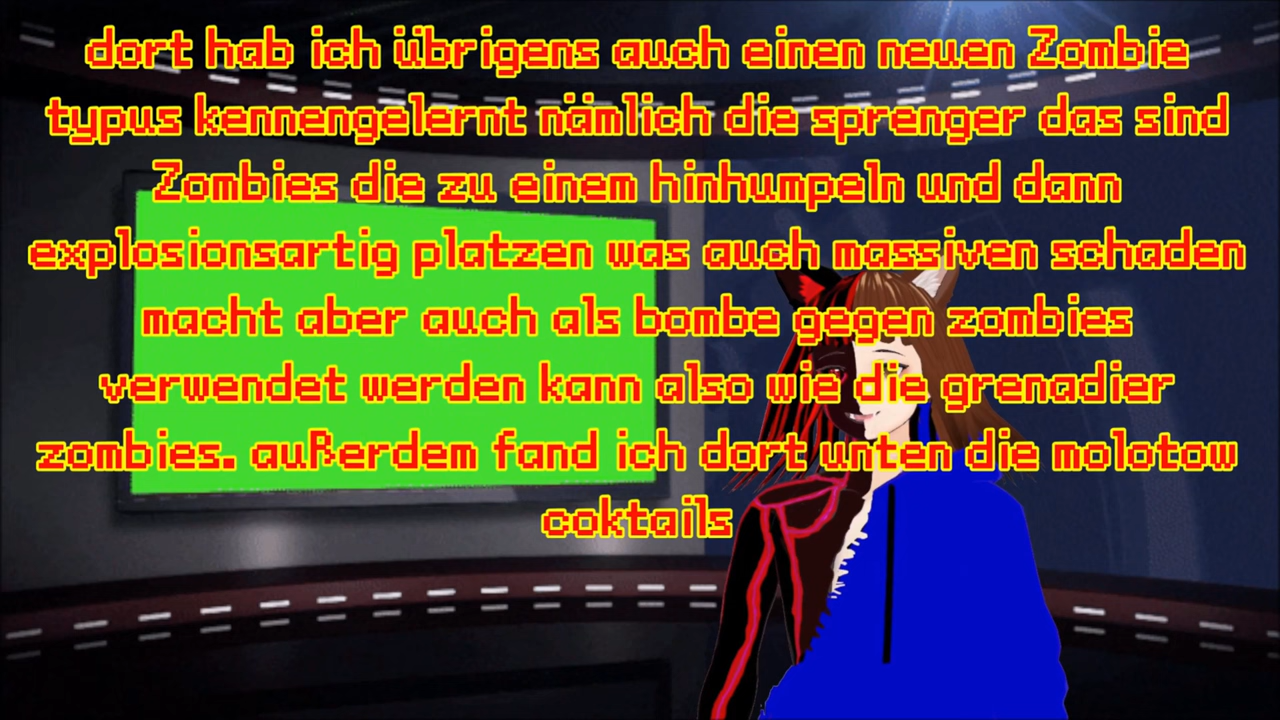 dort hab ich übrigens auch einen neuen Zombie
typus kennengelernt nämlich die sprenger das sind
Zombies die zu einem hinhumpeln und dann
explosionsartig platzen was auch massiven schaden
macht aber auch als bombe gegen zombies
verwendet werden kann also wie die grenadier
zombies. außerdem fand ich dort unten die molotow
coktails